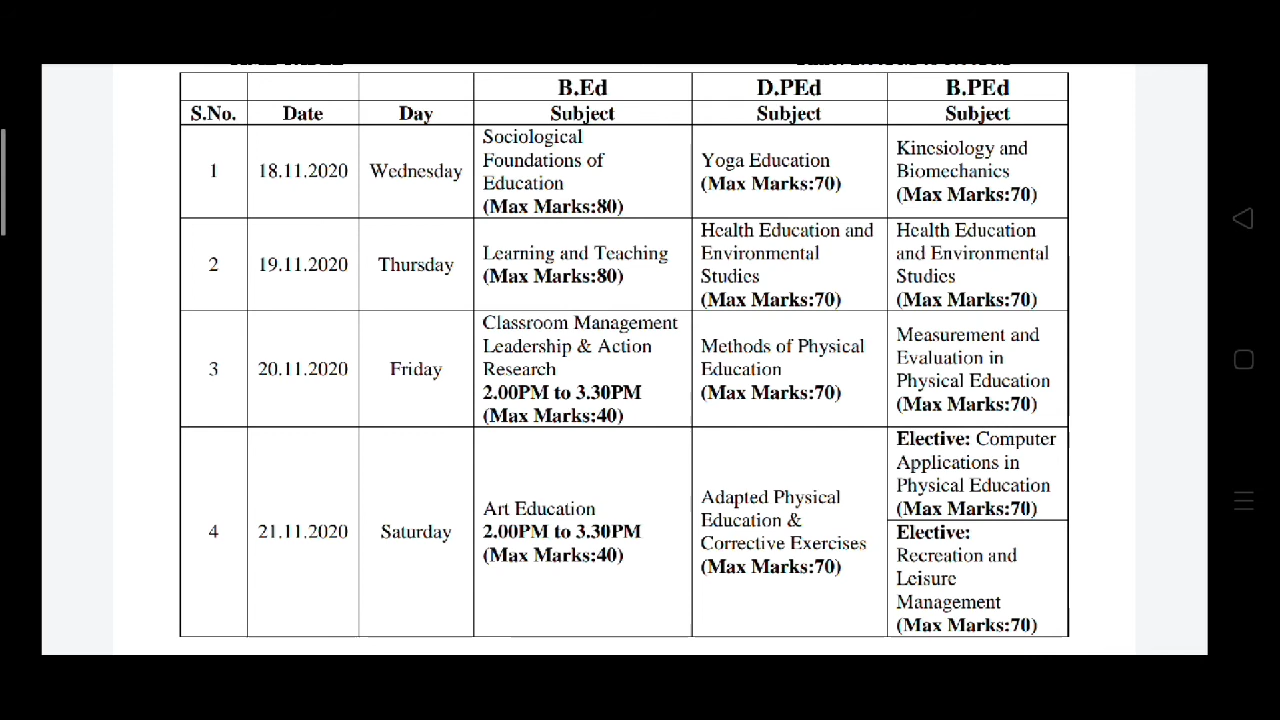 B.Ed D.PEd B.PEd
S.No. Date Day Subject Subject Subject
1 18.11.2020 Wednesday
Sociological
Foundations of
Education
(Max Marks:80)
Yoga Education
(Max Marks:70)
Kinesiology and
Biomechanics
(Max Marks:70)
2 19.11.2020 Thursday
Learning and Teaching
(Max Marks:80)
Health Education and
Environmental
Studies
(Max Marks:70)
Health Education
and Environmental
Studies
(Max Marks:70)
3 20.11.2020 Friday
Classroom Management
Leadership & Action
Research
2.00PM to 3.30PM
(Max Marks:40)
Methods of Physical
Education
(Max Marks:70)
Measurement and
Evaluation in
Physical Education
(Max Marks:70)
4 21.11.2020 Saturday
Art Education
2.00PM to 3.30PM
(Max Marks:40)
Adapted Physical
Education &
Corrective Exercises
(Max Marks:70)
Elective: Computer
Applications in
Physical Education
(Max Marks:70)
Elective:
Recreation and
Leisure
Management
(Max Marks:70)